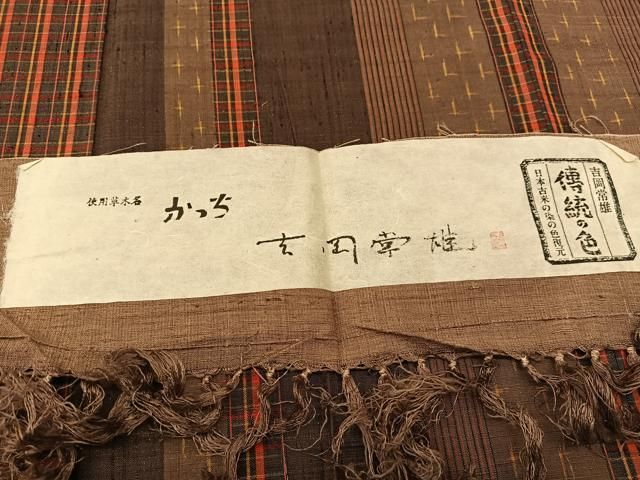 使用草木名 かっち
吉岡常雄
吉岡常雄
傳統の色
日本古来の染の色復元